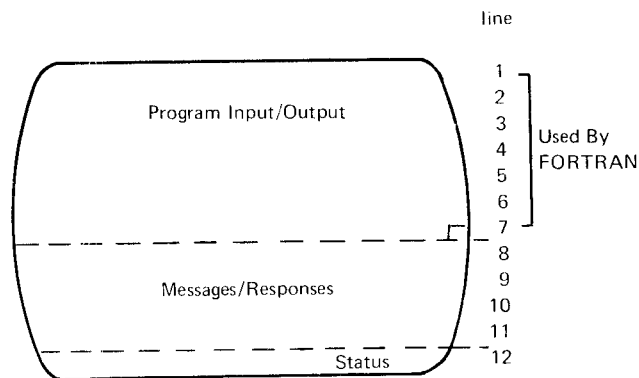 line
1
2
Program Input/Output
3
4
Used By
5
FORTRAN
6
7
8
9
Messages/Responses
10
11
Status
12